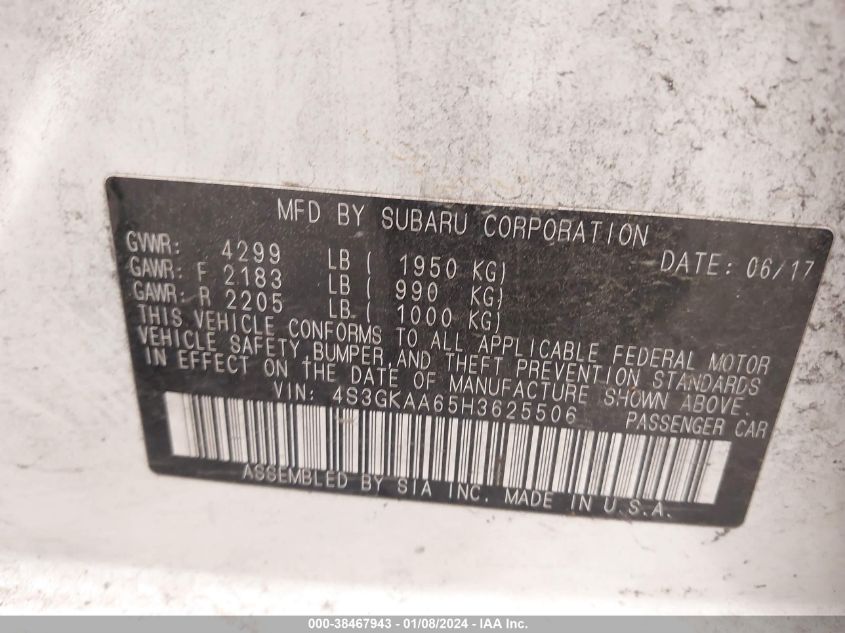 MFD BY SUBARU CORPORATION
GVWR: 4299 LB ( 1950 KG) DATE: 06/17
GAWR: F 2183 LB ( 990 KG)
GAWR: R 2205 LB ( 1000 KG)
THIS VEHICLE CONFORMS TO ALL APPLICABLE FEDERAL MOTOR
VEHICLE SAFETY, BUMPER, AND THEFT PREVENTION STANDARDS
IN EFFECT ON THE DATE OF MANUFACTURE SHOWN ABOVE.
VIN: 4S3GKAA65H3625506 PASSENGER CAR
ASSEMBLED BY SIA INC. MADE IN U.S.A.
000-38467943 - 01/08/2024 - IAA Inc.